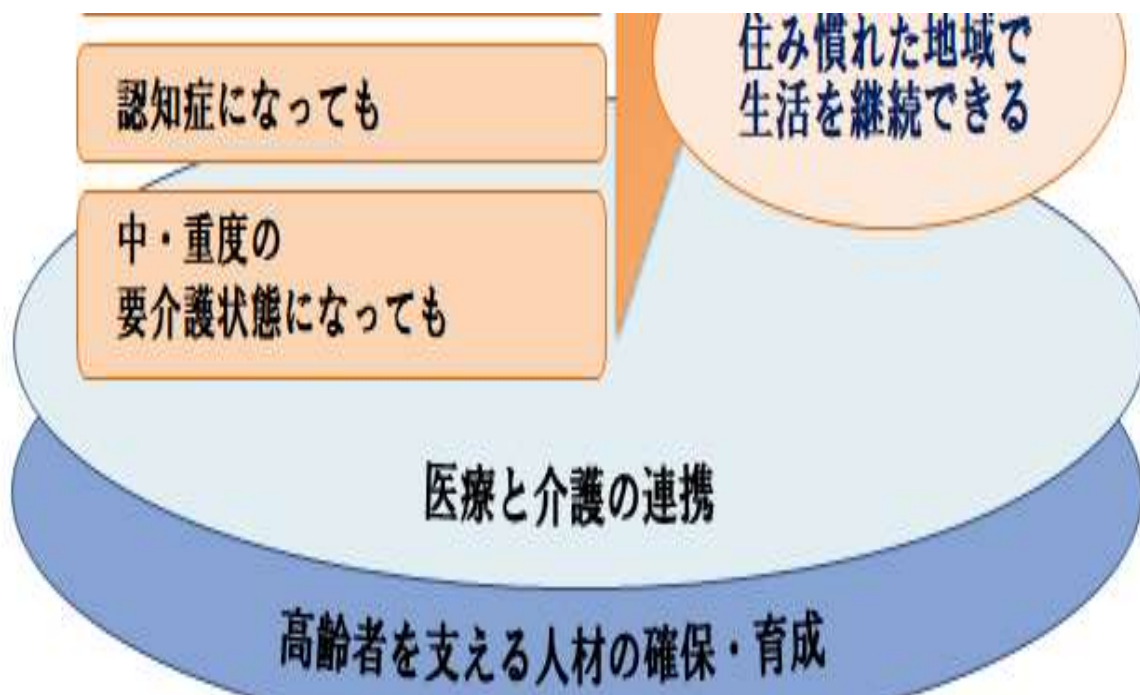 住み慣れた地域で
生活を継続できる
認知症になっても
中・重度の
要介護状態になっても
医療と介護の連携
高齢者を支える人材の確保・育成